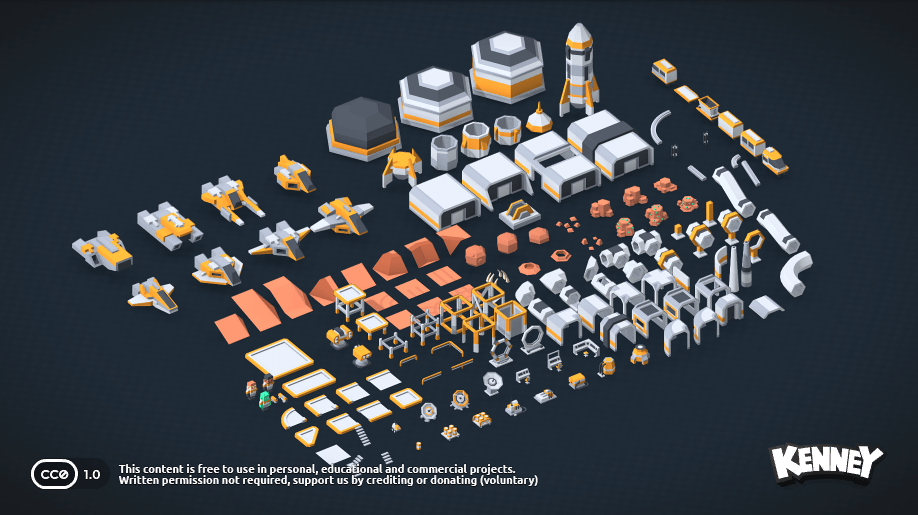 CC0 1.0
This content is free to use in personal, educational and commercial projects.
Written permission not required, support us by crediting or donating (voluntary)
KENNEY